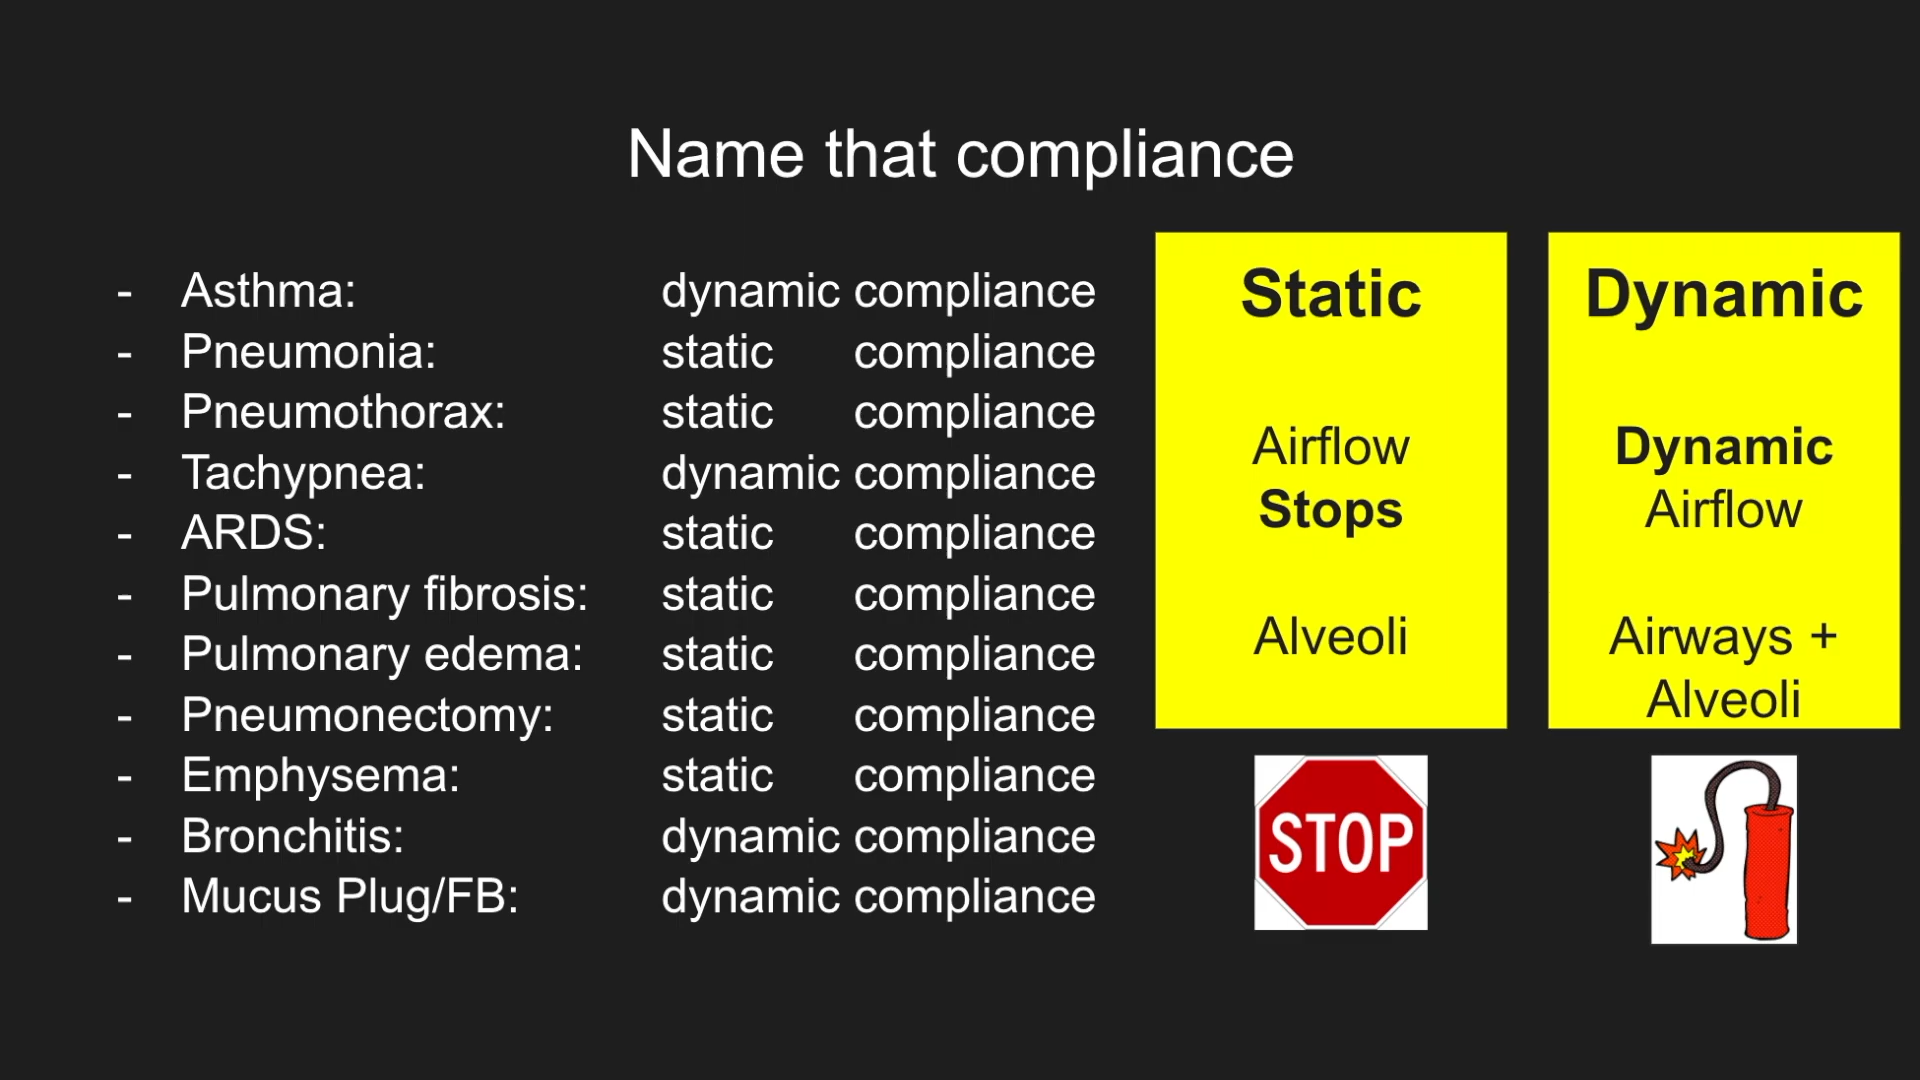 Name that compliance
- Asthma: dynamic compliance
- Pneumonia: static compliance
- Pneumothorax: static compliance
- Tachypnea: dynamic compliance
- ARDS: static compliance
- Pulmonary fibrosis: static compliance
- Pulmonary edema: static compliance
- Pneumonectomy: static compliance
- Emphysema: static compliance
- Bronchitis: dynamic compliance
- Mucus Plug/FB: dynamic compliance
Static
Airflow
Stops
Alveoli
STOP
Dynamic
Dynamic
Airflow
Airways +
Alveoli